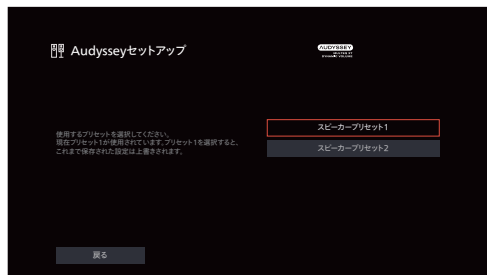 Audysseyセットアップ
AUDYSSEY
MULTEQ XT
DYNAMIC VOLUME
使用するプリセットを選択してください。
現在プリセット1が使用されています。プリセット1を選択すると、
これまで保存された設定は上書きされます。
スピーカープリセット1
スピーカープリセット2
戻る